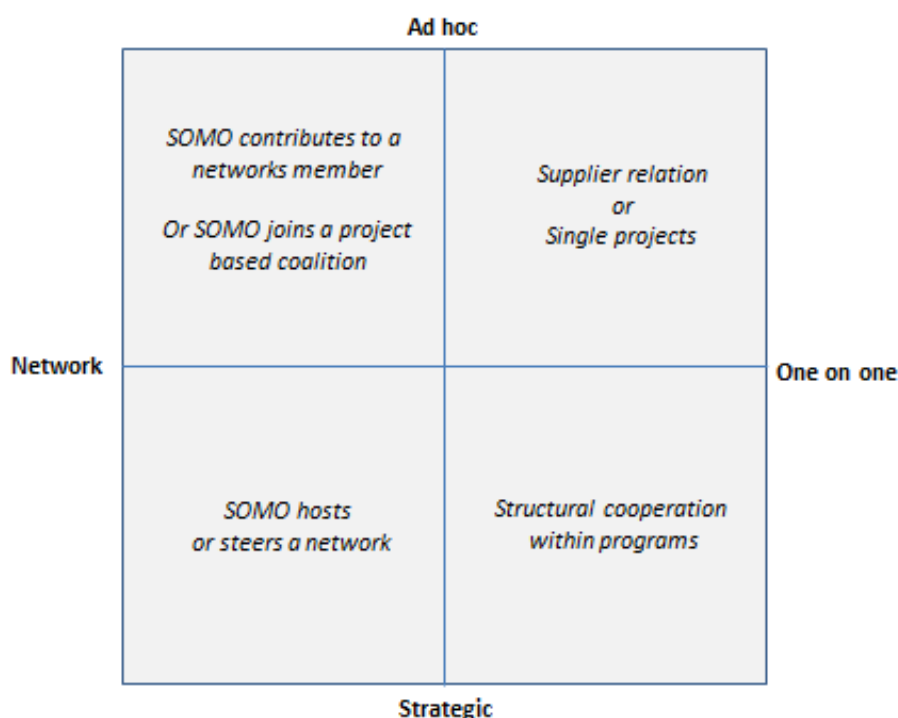 Ad hoc
SOMO contributes to a
networks member
Or SOMO joins a project
based coalition
Supplier relation
or
Single projects
Network
One on one
SOMO hosts
or steers a network
Structural cooperation
within programs
Strategic